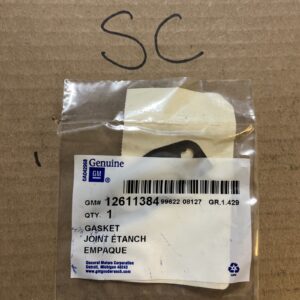 SC
Genuine
GM
GM# 12611384 99622 08127 GR.1.429
QTY. 1
GASKET
JOINT ÉTANCH
EMPAQUE
General Motors Corporation
Detroit, Michigan 48243
www.gmgoodwrench.com